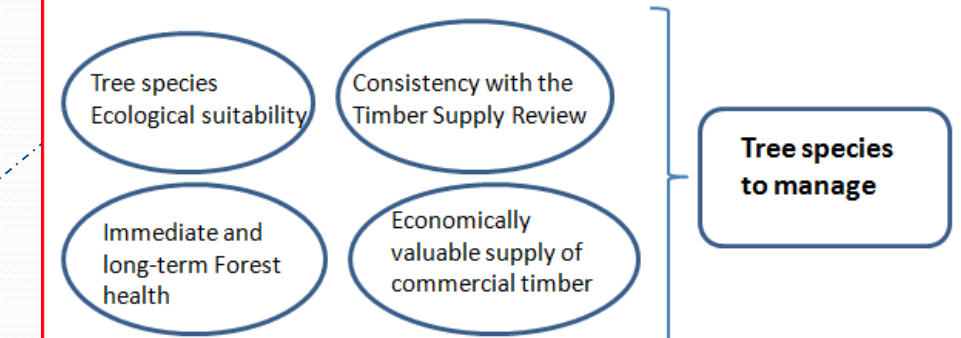 Tree species
Ecological suitability
Consistency with the
Timber Supply Review
Immediate and
long-term Forest
health
Economically
valuable supply of
commercial timber
Tree species
to manage